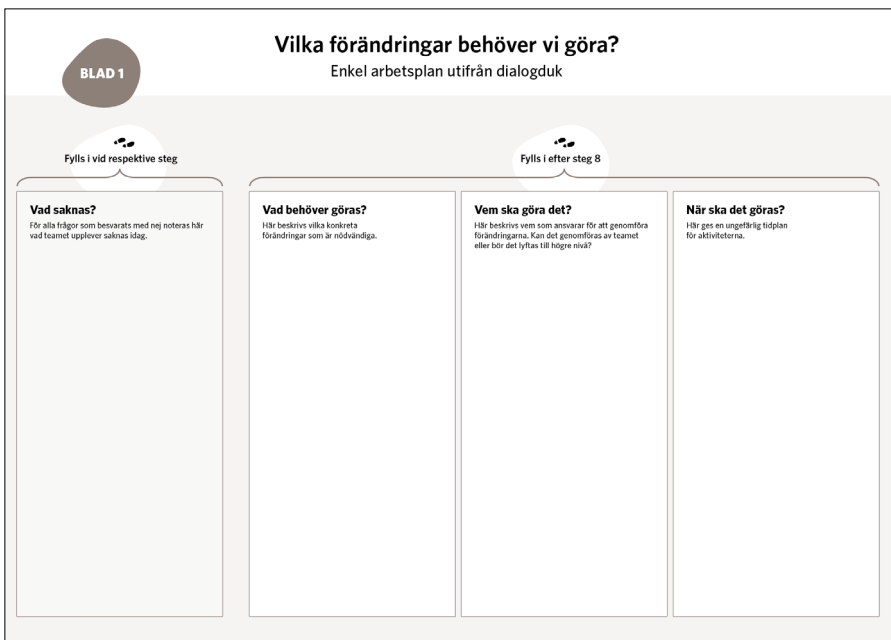 BLAD 1
Vilka förändringar behöver vi göra?
Enkel arbetsplan utifrån dialogduk
Fylls i vid respektive steg
Fylls i efter steg 8
Vad saknas?
För alla frågor som besvarats med nej noteras här
vad teamet upplever saknas idag.
Vad behöver göras?
Här beskrivs vilka konkreta
förändringar som är nödvändiga.
Vem ska göra det?
Här beskrivs vem som ansvarar för att genomföra
förändringarna. Kan det genomföras av teamet
eller bör det lyftas till högre nivå?
När ska det göras?
Här ges en ungefärlig tidplan
för aktiviteterna.